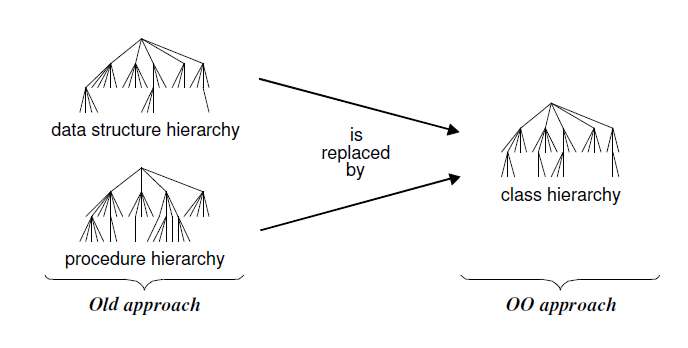 data structure hierarchy
is
replaced
by
class hierarchy
procedure hierarchy
Old approach
OO approach